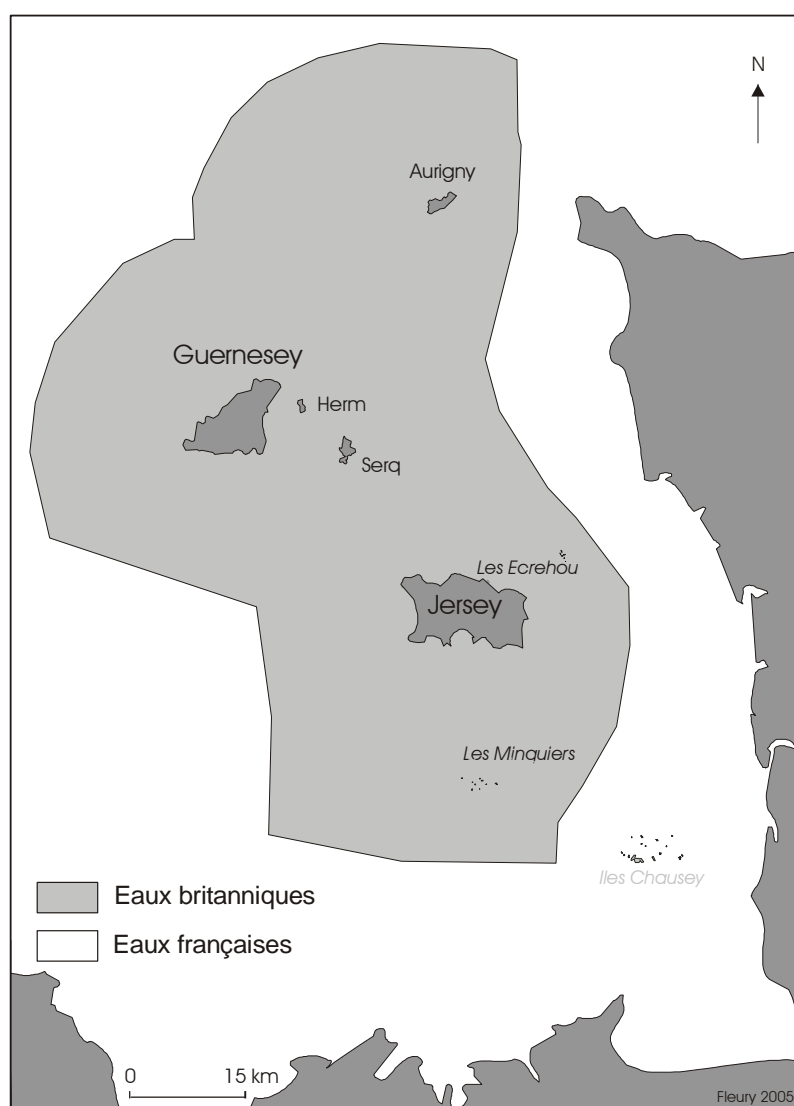 N
Aurigny
Guernesey
Herm
Serq
Les Ecrehou
Jersey
Les Minquiers
Iles Chausey
Eaux britanniques
Eaux françaises
0 15 km
Fleury 2005